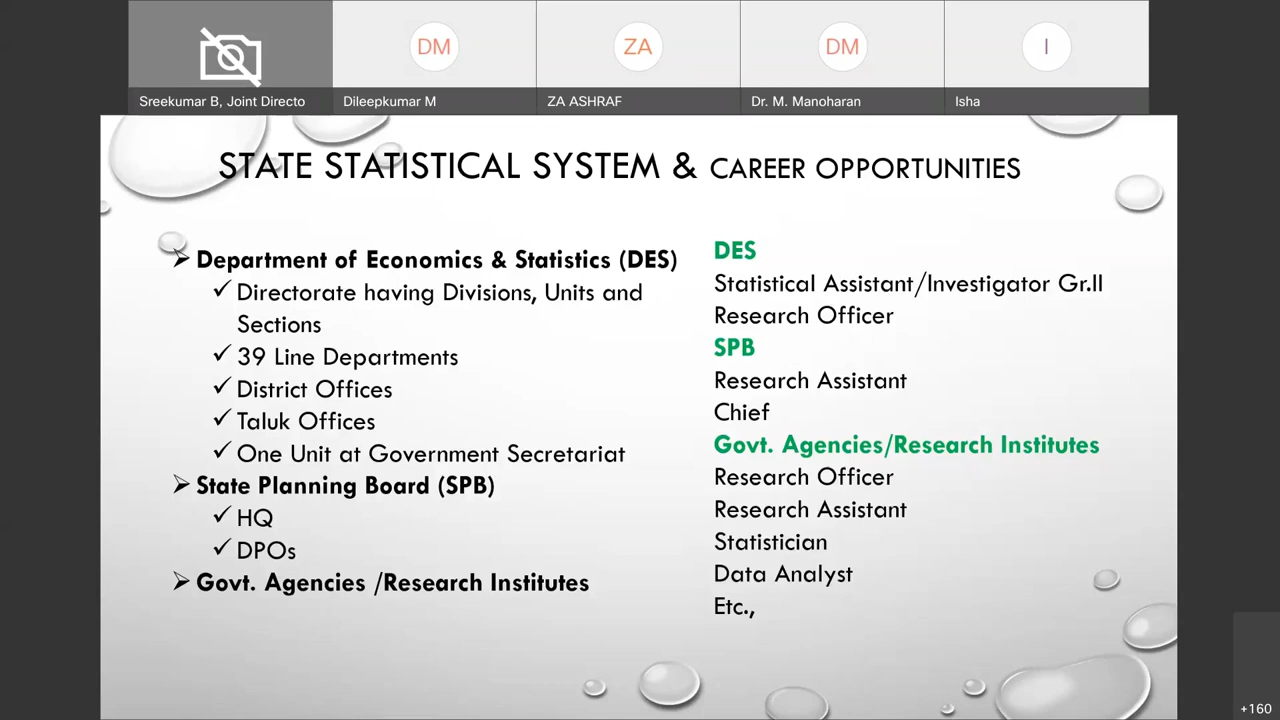 DM
ZA
DM
I
Sreekumar B, Joint Directo
Dileepkumar M
ZA ASHRAF
Dr. M. Manoharan
Isha
STATE STATISTICAL SYSTEM & CAREER OPPORTUNITIES
Department of Economics & Statistics (DES)
Directorate having Divisions, Units and
Sections
39 Line Departments
District Offices
Taluk Offices
One Unit at Government Secretariat
State Planning Board (SPB)
HQ
DPOs
Govt. Agencies /Research Institutes
DES
Statistical Assistant/Investigator Gr.II
Research Officer
SPB
Research Assistant
Chief
Govt. Agencies/Research Institutes
Research Officer
Research Assistant
Statistician
Data Analyst
Etc.,
+160